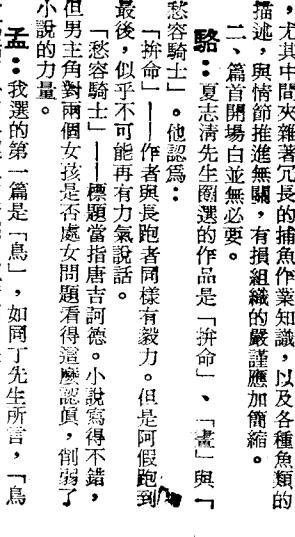 ，尤其中間夾雜著冗長的捕魚作業知識，以及各種魚類的
描述，與情節推進無關，有損組織的嚴謹應加簡縮。
二、篇首開場白並無必要。
駱：夏志清先生圈選的作品是「拚命」、「畫」與「
愁容騎士」。他認為：
「拚命」——作者與長跑者同樣有毅力。但是阿假跑到
最後，似乎不可能再有力氣說話。
「愁容騎士」——標題當指唐吉訶德。小說寫得不錯，
但男主角對兩個女孩是否處女問題看得這麼認真，削弱了
小說的力量。
孟：我選的第一篇是「鳥」，如同丁先生所言，「鳥